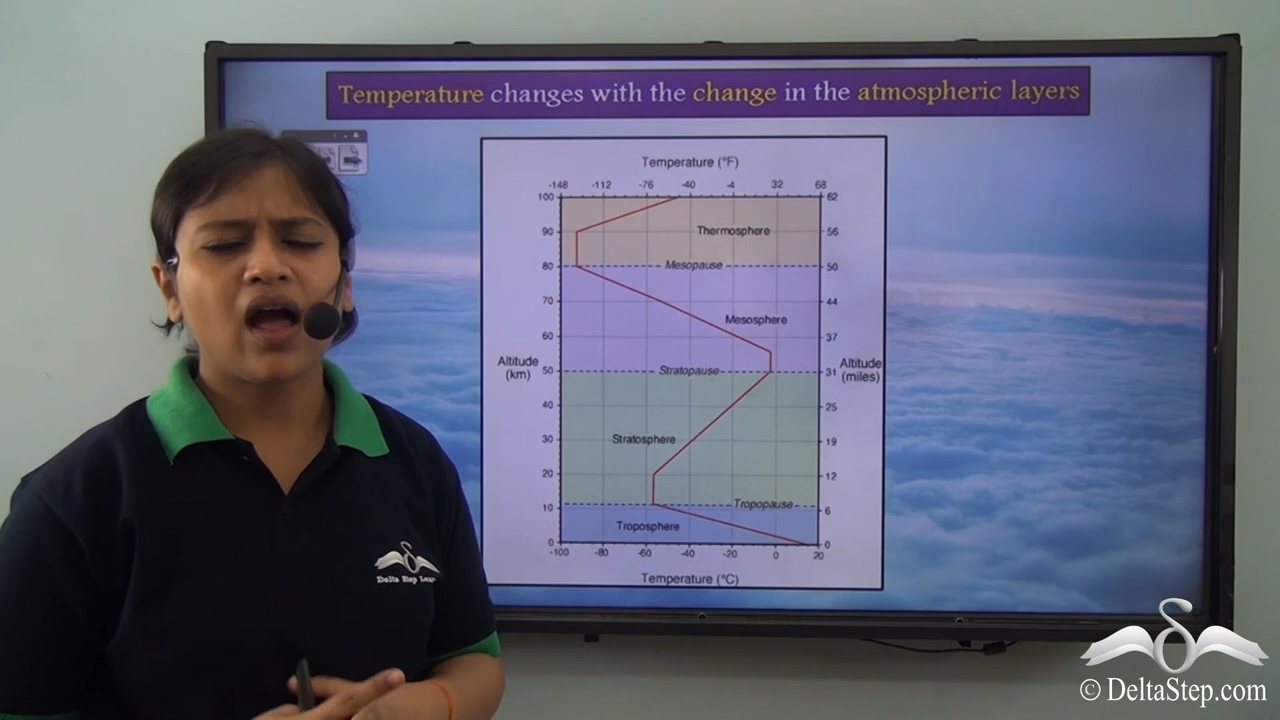 Temperature changes with the change in the atmospheric layers
Temperature (°F)
-148 -112 -76 -40 -4 32 68
100 62
Thermosphere
90 56
Mesopause
80 50
70 44
Mesosphere
60 37
Altitude (km)
Altitude (miles)
Stratopause
50 31
40 25
Stratosphere
30 19
20 12
Tropopause
10 6
Troposphere
0 0
-100 -80 -60 -40 -20 0 20
Temperature (°C)
Delta Step
© DeltaStep.com